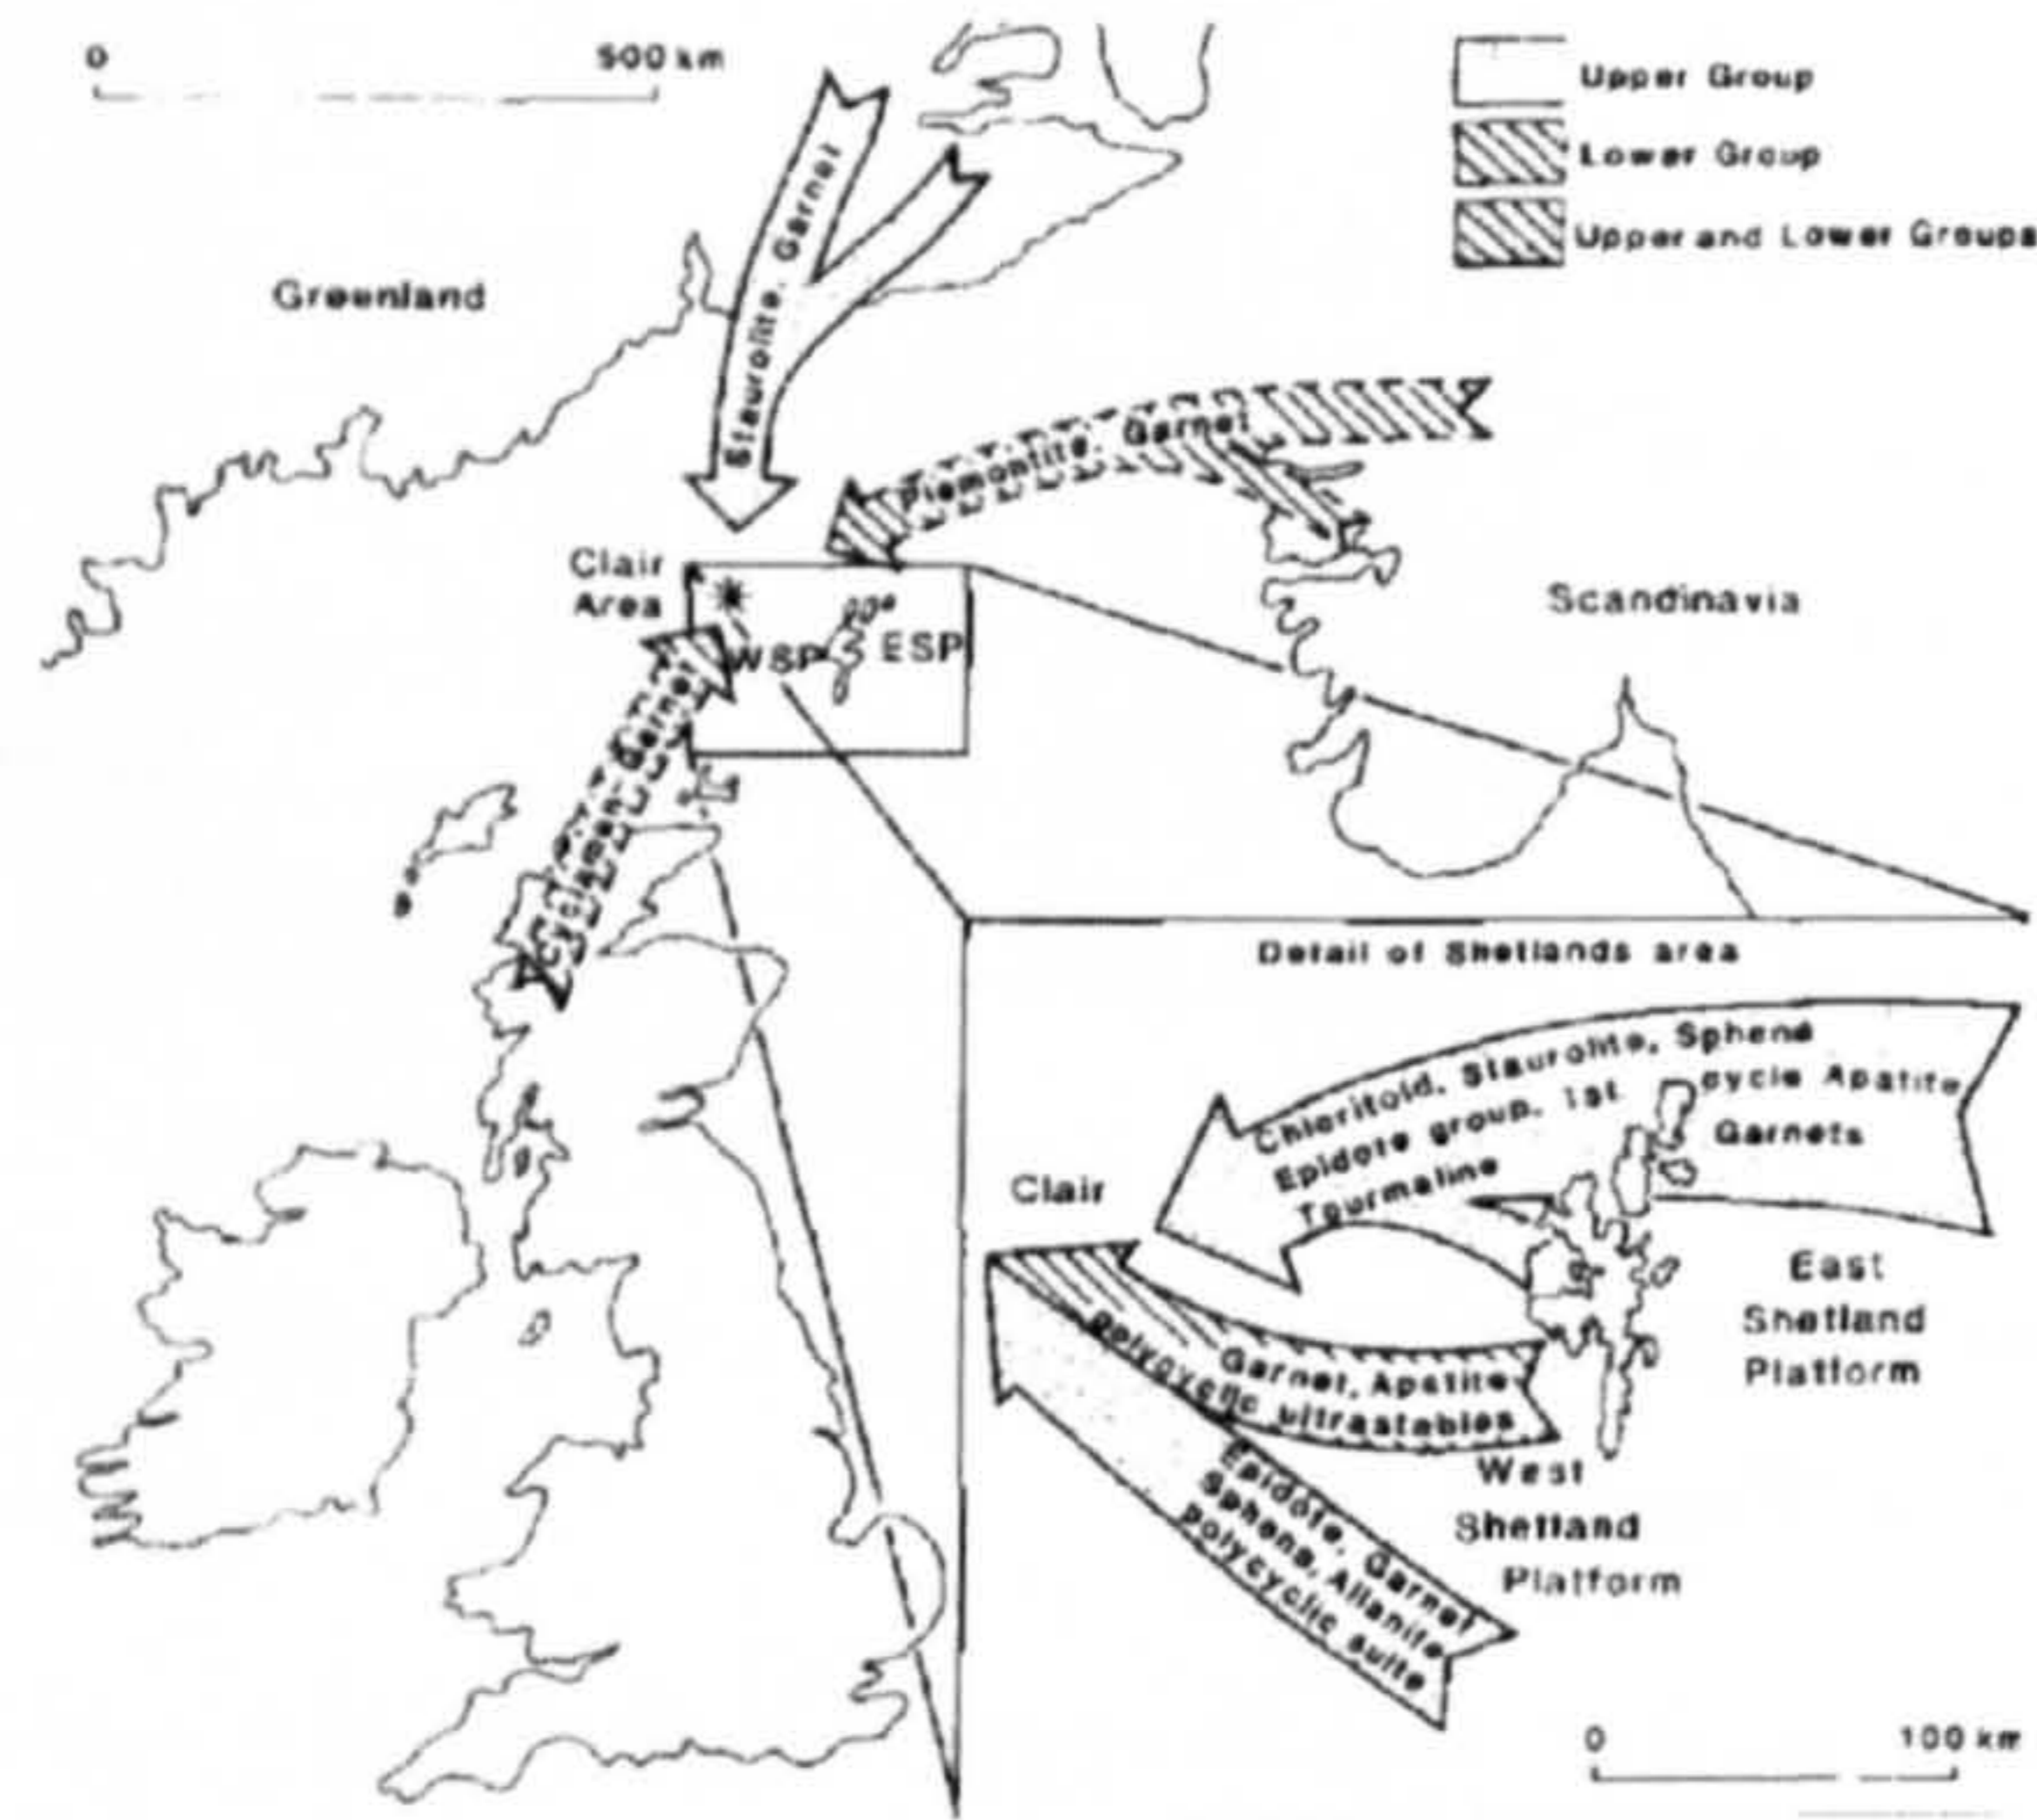 0 500 km
Upper Group
Lower Group
Upper and Lower Groups
Greenland
Staurolite, Garnet
Piemontite, Garnet
Clair
Area
WSP
ESP
Scandinavia
Garnet
Detail of Shetlands area
Chloritoid, Staurolite, Sphene
Epidote group, 1st cycle Apatite
Tourmaline
Garnets
Clair
East
Shetland
Platform
Garnet, Apatite
polycyclic ultrastables
West
Shetland
Platform
Epidote, Garnet
Sphene, Allanite
polycyclic suite
0 100 km